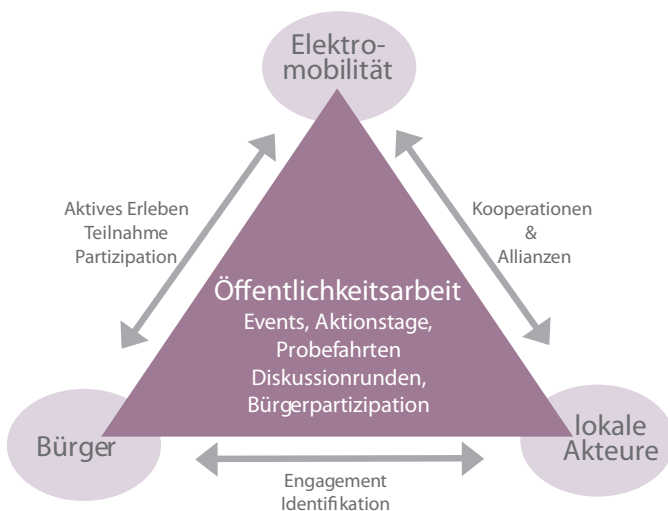 Elektro-
mobilität
Aktives Erleben
Teilnahme
Partizipation
Kooperationen
&
Allianzen
Öffentlichkeitsarbeit
Events, Aktionstage,
Probefahrten
Diskussionrunden,
Bürgerpartizipation
Bürger
lokale
Akteure
Engagement
Identifikation